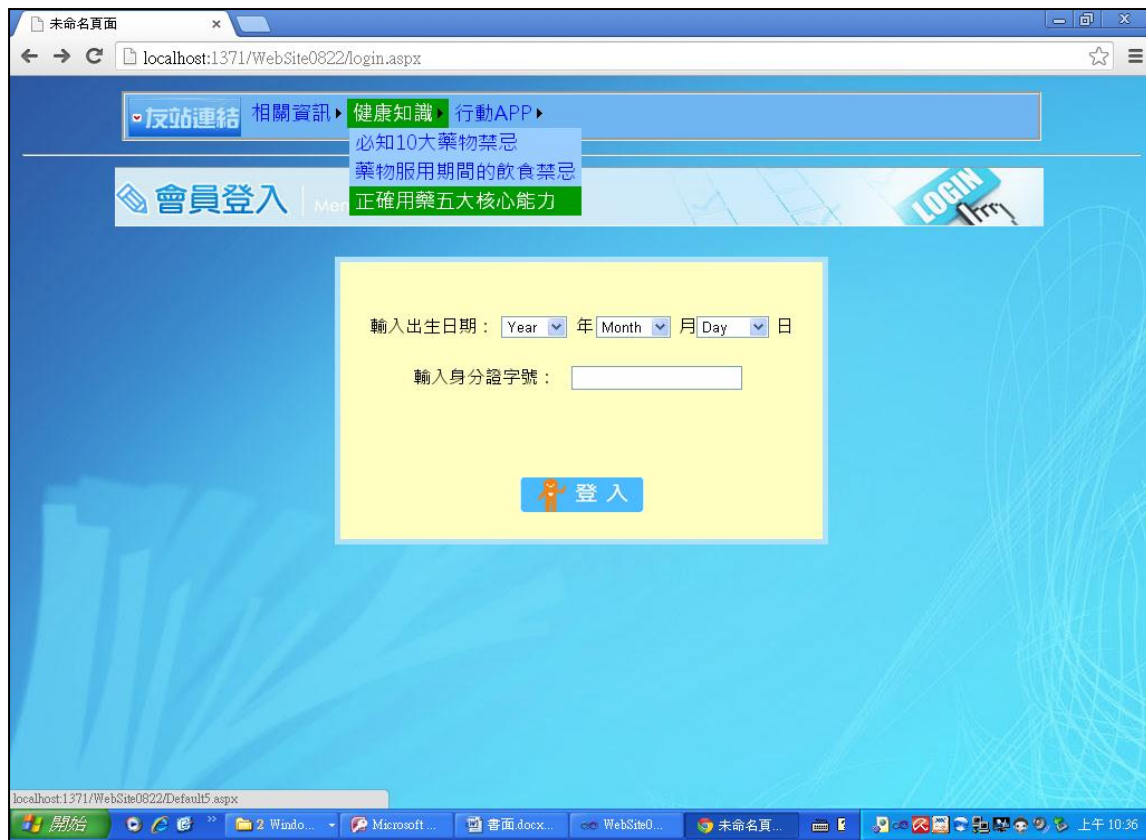 未命名頁面
localhost:1371/WebSite0822/login.aspx
友站連結 相關資訊 健康知識 行動APP
必知10大藥物禁忌
藥物服用期間的飲食禁忌
正確用藥五大核心能力
會員登入
LOGIN
輸入出生日期： Year 年 Month 月 Day 日
輸入身分證字號：
登入
localhost:1371/WebSite0822/Default5.aspx
開始 2 Windo... Microsoft ... 書面.docx... WebSite0... 未命名頁... 上午 10:36